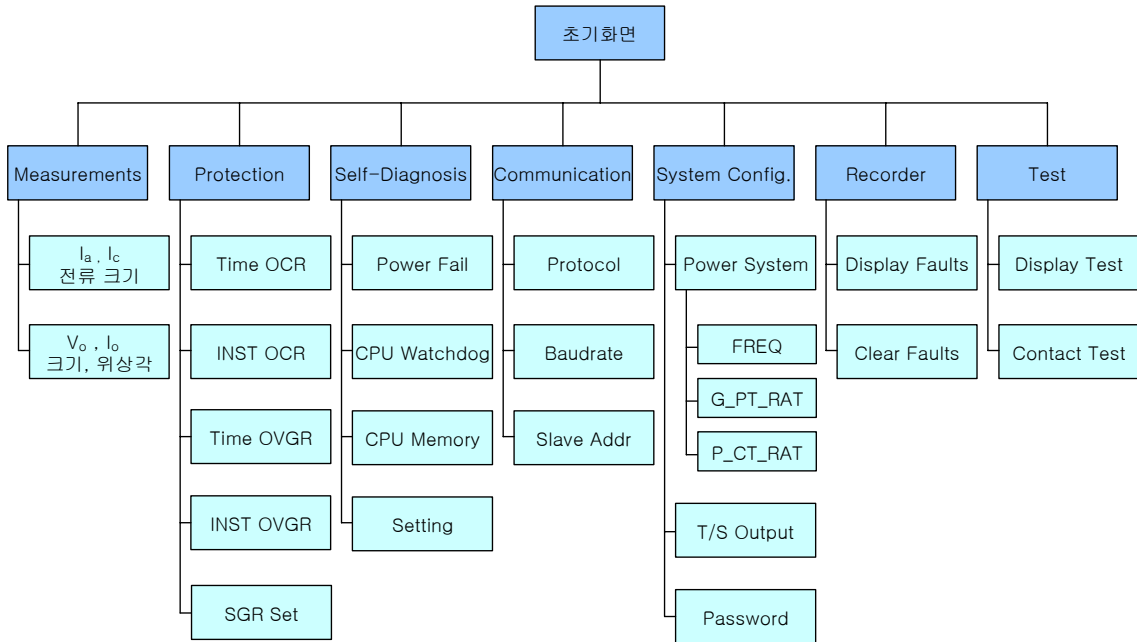 초기화면
Measurements
Protection
Self-Diagnosis
Communication
System Config.
Recorder
Test
Ia , Ic
전류 크기
Vo , Io
크기, 위상각
Time OCR
INST OCR
Time OVGR
INST OVGR
SGR Set
Power Fail
CPU Watchdog
CPU Memory
Setting
Protocol
Baudrate
Slave Addr
Power System
FREQ
G_PT_RAT
P_CT_RAT
T/S Output
Password
Display Faults
Clear Faults
Display Test
Contact Test